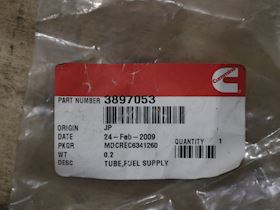 Cummins
PART NUMBER 3897053
ORIGIN JP
DATE 24-Feb-2009
PKGR MDCREC6341260 QUANTITY 1
WT 0.2
DESC TUBE,FUEL SUPPLY